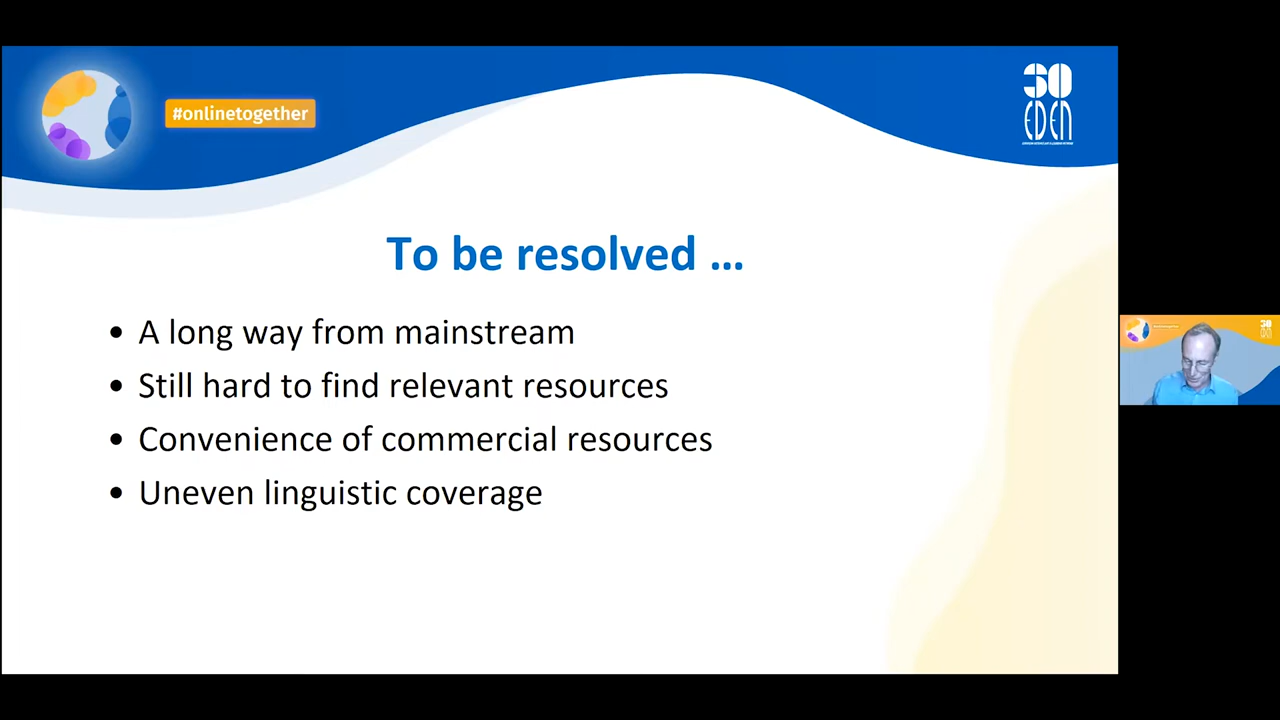 #onlinetogether
30
EDEN
To be resolved ...
• A long way from mainstream
• Still hard to find relevant resources
• Convenience of commercial resources
• Uneven linguistic coverage